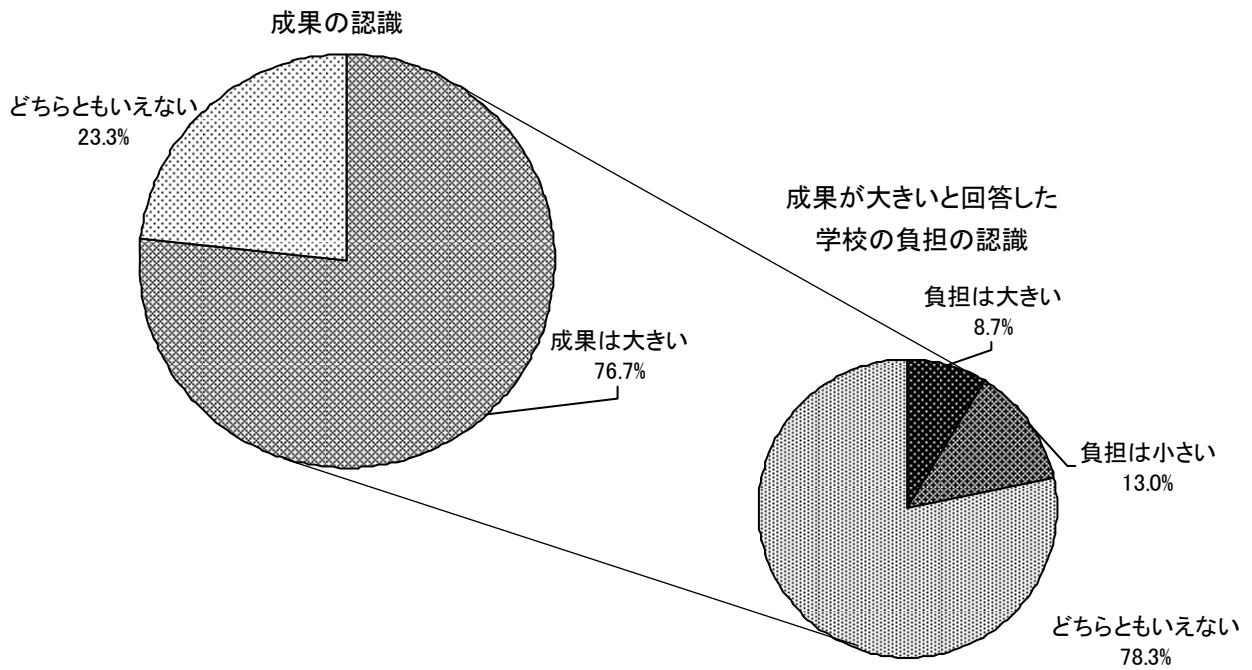 成果の認識
どちらともいえない
23.3%
成果は大きい
76.7%
成果が大きいと回答した
学校の負担の認識
負担は大きい
8.7%
負担は小さい
13.0%
どちらともいえない
78.3%